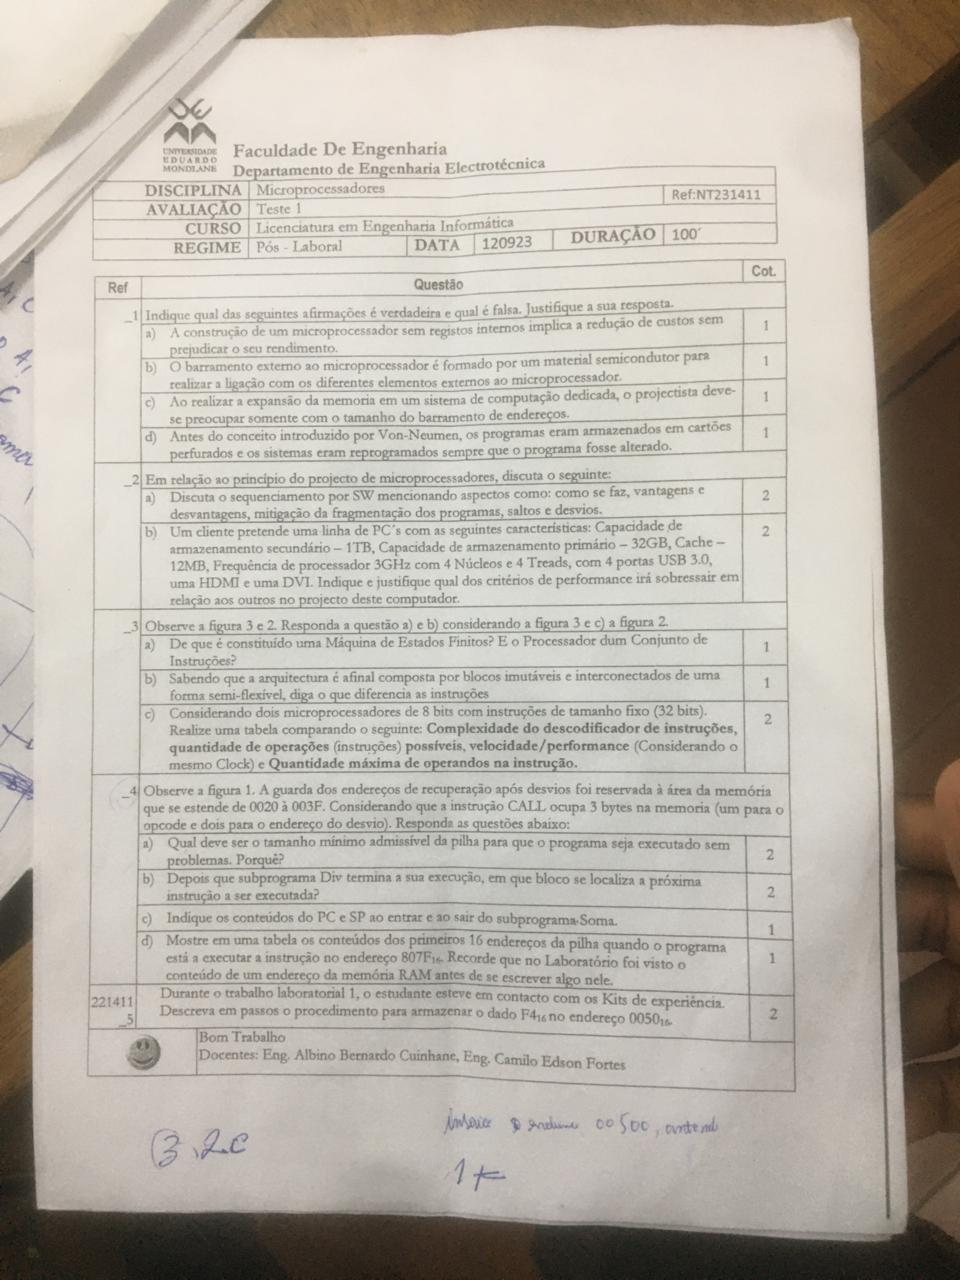 UNIVERSIDADE
EDUARDO
MONDLANE
Faculdade De Engenharia
Departamento de Engenharia Electrotécnica
DISCIPLINA Microprocessadores Ref:NT231411
AVALIAÇÃO Teste 1
CURSO Licenciatura em Engenharia Informática
REGIME Pós - Laboral DATA 120923 DURAÇÃO 100´
Ref Questão Cot.
_1 Indique qual das seguintes afirmações é verdadeira e qual é falsa. Justifique a sua resposta.
a) A construção de um microprocessador sem registos internos implica a redução de custos sem 1
prejudicar o seu rendimento.
b) O barramento externo ao microprocessador é formado por um material semicondutor para 1
realizar a ligação com os diferentes elementos externos ao microprocessador.
c) Ao realizar a expansão da memoria em um sistema de computação dedicada, o projectista deve- 1
se preocupar somente com o tamanho do barramento de endereços.
d) Antes do conceito introduzido por Von-Neumen, os programas eram armazenados em cartões 1
perfurados e os sistemas eram reprogramados sempre que o programa fosse alterado.
_2 Em relação ao princípio do projecto de microprocessadores, discuta o seguinte:
a) Discuta o sequenciamento por SW mencionando aspectos como: como se faz, vantagens e 2
desvantagens, mitigação da fragmentação dos programas, saltos e desvios.
b) Um cliente pretende uma linha de PC´s com as seguintes características: Capacidade de 2
armazenamento secundário – 1TB, Capacidade de armazenamento primário – 32GB, Cache –
12MB, Frequência de processador 3GHz com 4 Núcleos e 4 Treads, com 4 portas USB 3.0,
uma HDMI e uma DVI. Indique e justifique qual dos critérios de performance irá sobressair em
relação aos outros no projecto deste computador.
_3 Observe a figura 3 e 2. Responda a questão a) e b) considerando a figura 3 e c) a figura 2.
a) De que é constituído uma Máquina de Estados Finitos? E o Processador dum Conjunto de 1
Instruções?
b) Sabendo que a arquitectura é afinal composta por blocos imutáveis e interconectados de uma 1
forma semi-flexível, diga o que diferencia as instruções
c) Considerando dois microprocessadores de 8 bits com instruções de tamanho fixo (32 bits). 2
Realize uma tabela comparando o seguinte: Complexidade do descodificador de instruções,
quantidade de operações (instruções) possíveis, velocidade/performance (Considerando o
mesmo Clock) e Quantidade máxima de operandos na instrução.
_4 Observe a figura 1. A guarda dos endereços de recuperação após desvios foi reservada à área da memória
que se estende de 0020 à 003F. Considerando que a instrução CALL ocupa 3 bytes na memoria (um para o
opcode e dois para o endereço do desvio). Responda as questões abaixo:
a) Qual deve ser o tamanho mínimo admissível da pilha para que o programa seja executado sem 2
problemas. Porquê?
b) Depois que subprograma Div termina a sua execução, em que bloco se localiza a próxima 2
instrução a ser executada?
c) Indique os conteúdos do PC e SP ao entrar e ao sair do subprograma Soma. 1
d) Mostre em uma tabela os conteúdos dos primeiros 16 endereços da pilha quando o programa 1
está a executar a instrução no endereço 807F16. Recorde que no Laboratório foi visto o
conteúdo de um endereço da memória RAM antes de se escrever algo nele.
221411 Durante o trabalho laboratorial 1, o estudante esteve em contacto com os Kits de experiência. 2
_5 Descreva em passos o procedimento para armazenar o dado F416 no endereço 005016.
Bom Trabalho
Docentes: Eng. Albino Bernardo Cuinhane, Eng. Camilo Edson Fortes
00500
3 2C